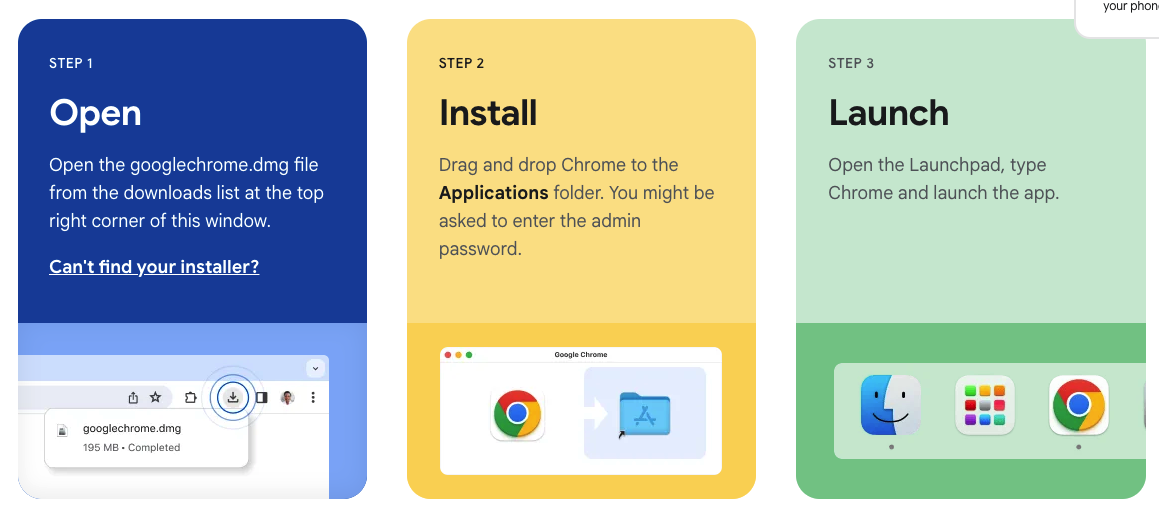 your phon
STEP 1
Open
Open the googlechrome.dmg file
from the downloads list at the top
right corner of this window.
Can't find your installer?
googlechrome.dmg
195 MB • Completed
STEP 2
Install
Drag and drop Chrome to the
Applications folder. You might be
asked to enter the admin
password.
Google Chrome
STEP 3
Launch
Open the Launchpad, type
Chrome and launch the app.